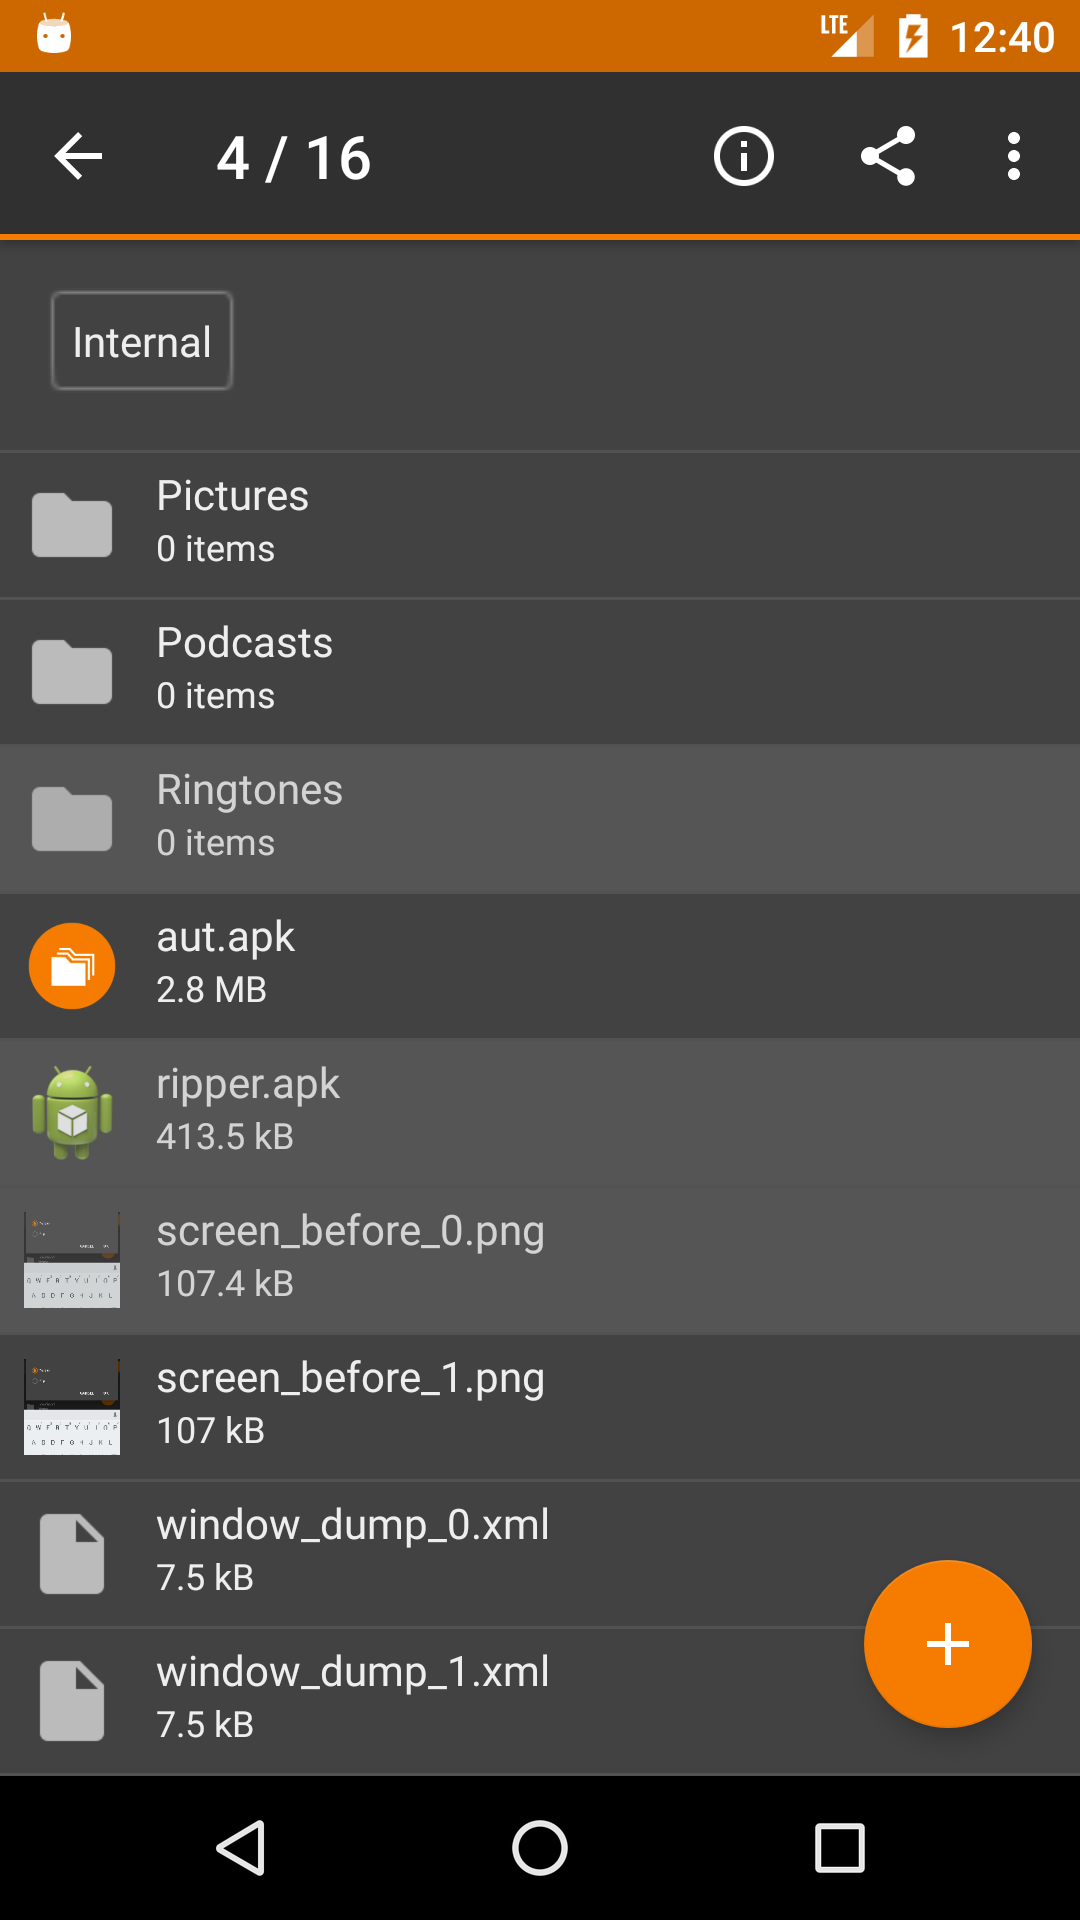 LTE 12:40
4 / 16
Internal
Pictures
0 items
Podcasts
0 items
Ringtones
0 items
aut.apk
2.8 MB
ripper.apk
413.5 kB
screen_before_0.png
107.4 kB
screen_before_1.png
107 kB
window_dump_0.xml
7.5 kB
window_dump_1.xml
7.5 kB